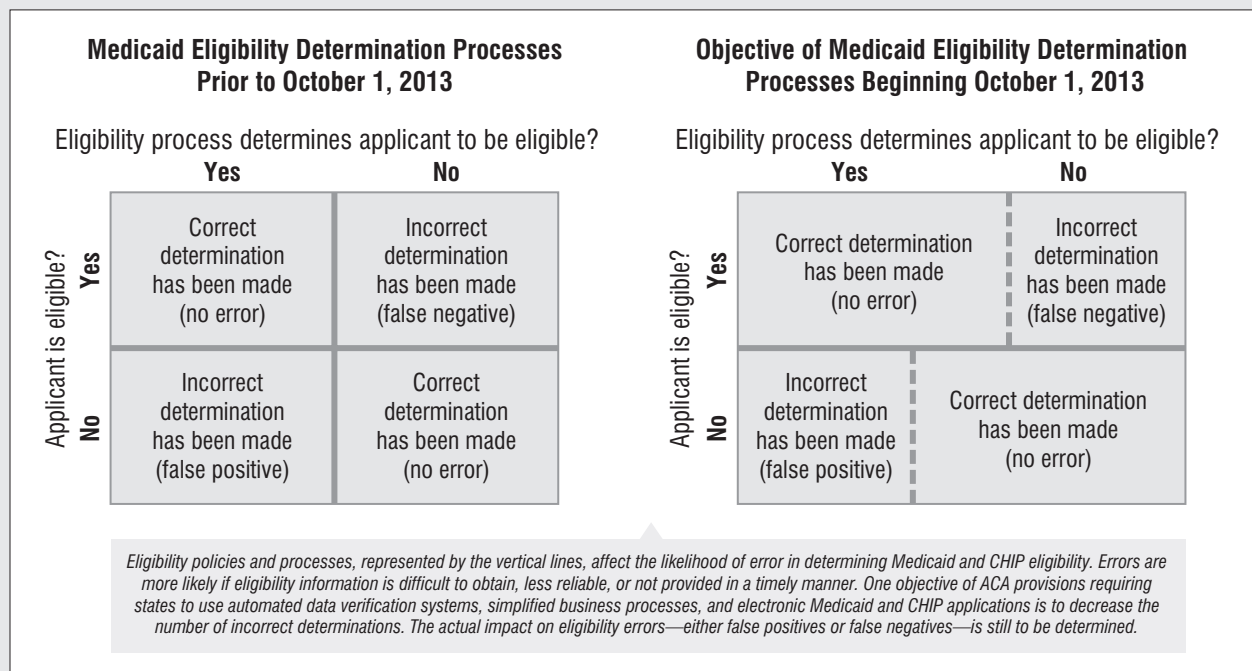 Medicaid Eligibility Determination Processes
Prior to October 1, 2013
Eligibility process determines applicant to be eligible?
Yes
No
Applicant is eligible?
Yes
No
Correct
determination
has been made
(no error)
Incorrect
determination
has been made
(false negative)
Incorrect
determination
has been made
(false positive)
Correct
determination
has been made
(no error)
Objective of Medicaid Eligibility Determination
Processes Beginning October 1, 2013
Eligibility process determines applicant to be eligible?
Yes
No
Applicant is eligible?
Yes
No
Correct determination
has been made
(no error)
Incorrect
determination
has been made
(false negative)
Incorrect
determination
has been made
(false positive)
Correct determination
has been made
(no error)
Eligibility policies and processes, represented by the vertical lines, affect the likelihood of error in determining Medicaid and CHIP eligibility. Errors are
more likely if eligibility information is difficult to obtain, less reliable, or not provided in a timely manner. One objective of ACA provisions requiring
states to use automated data verification systems, simplified business processes, and electronic Medicaid and CHIP applications is to decrease the
number of incorrect determinations. The actual impact on eligibility errors—either false positives or false negatives—is still to be determined.